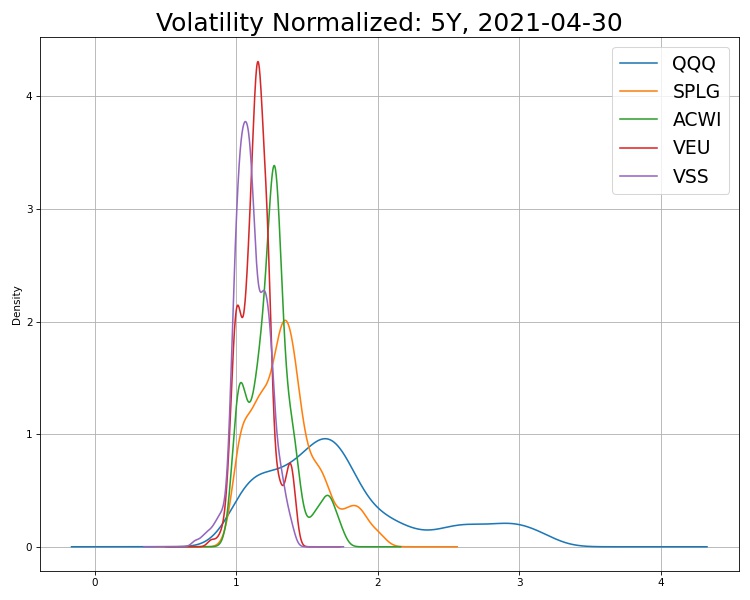 Volatility Normalized: 5Y, 2021-04-30
QQQ
SPLG
ACWI
VEU
VSS
Density
4
3
2
1
0
0 1 2 3 4